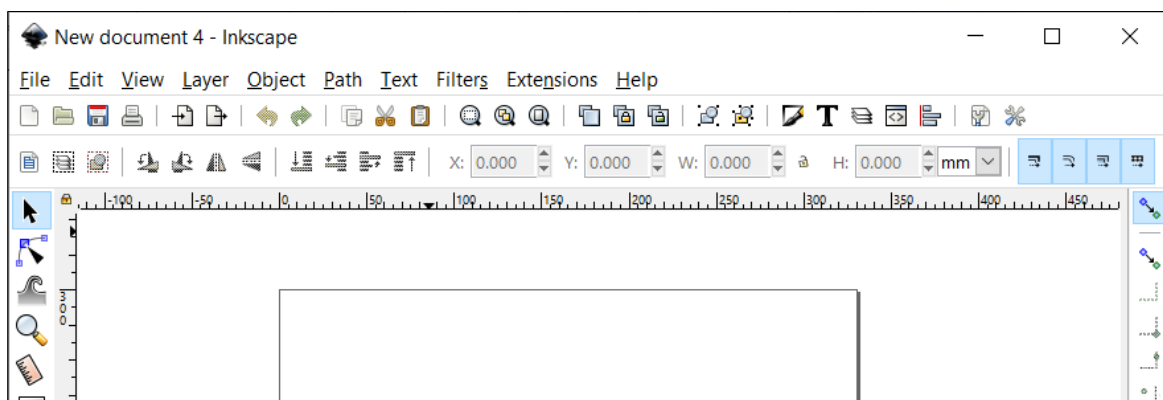 New document 4 - Inkscape
File Edit View Layer Object Path Text Filters Extensions Help
X: 0.000 Y: 0.000 W: 0.000 H: 0.000 mm
-100 -50 0 50 100 150 200 250 300 350 400 450
300